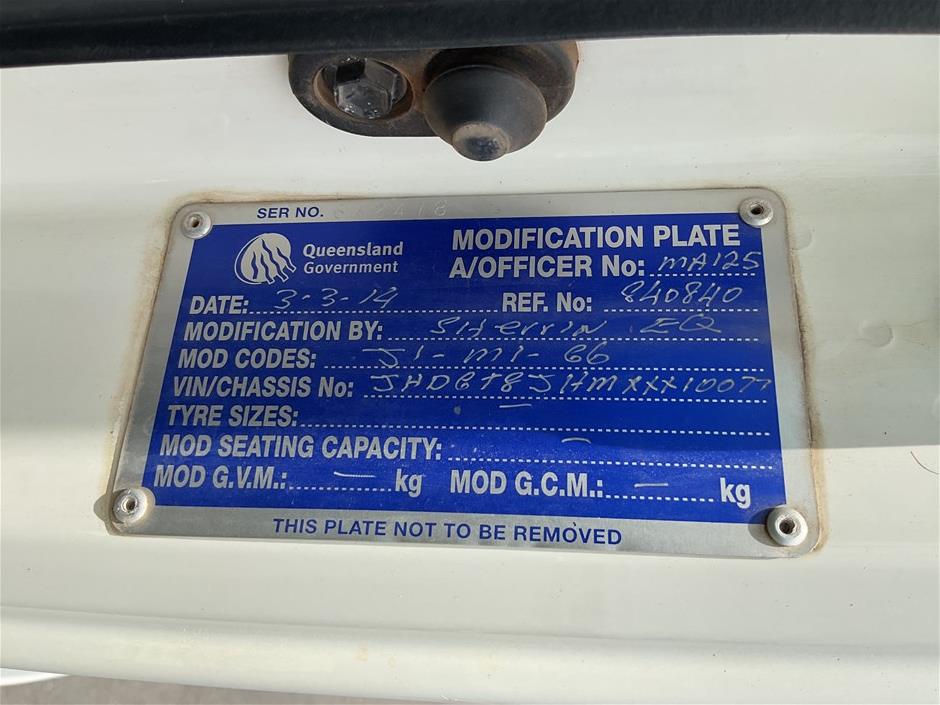 SER NO.
Queensland Government
MODIFICATION PLATE
A/OFFICER No: MA125
DATE: 3-3-14 REF. No: 840840
MODIFICATION BY: Sherrin EQ
MOD CODES: J1-M1-G6
VIN/CHASSIS No:
TYRE SIZES: -
MOD SEATING CAPACITY: -
MOD G.V.M.: - kg MOD G.C.M.: - kg
THIS PLATE NOT TO BE REMOVED